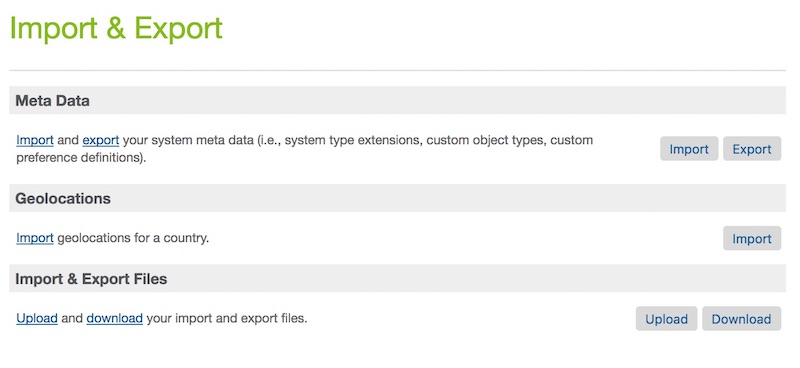 Import & Export
Meta Data
Import and export your system meta data (i.e., system type extensions, custom object types, custom
preference definitions).
Import Export
Geolocations
Import geolocations for a country.
Import
Import & Export Files
Upload and download your import and export files.
Upload Download